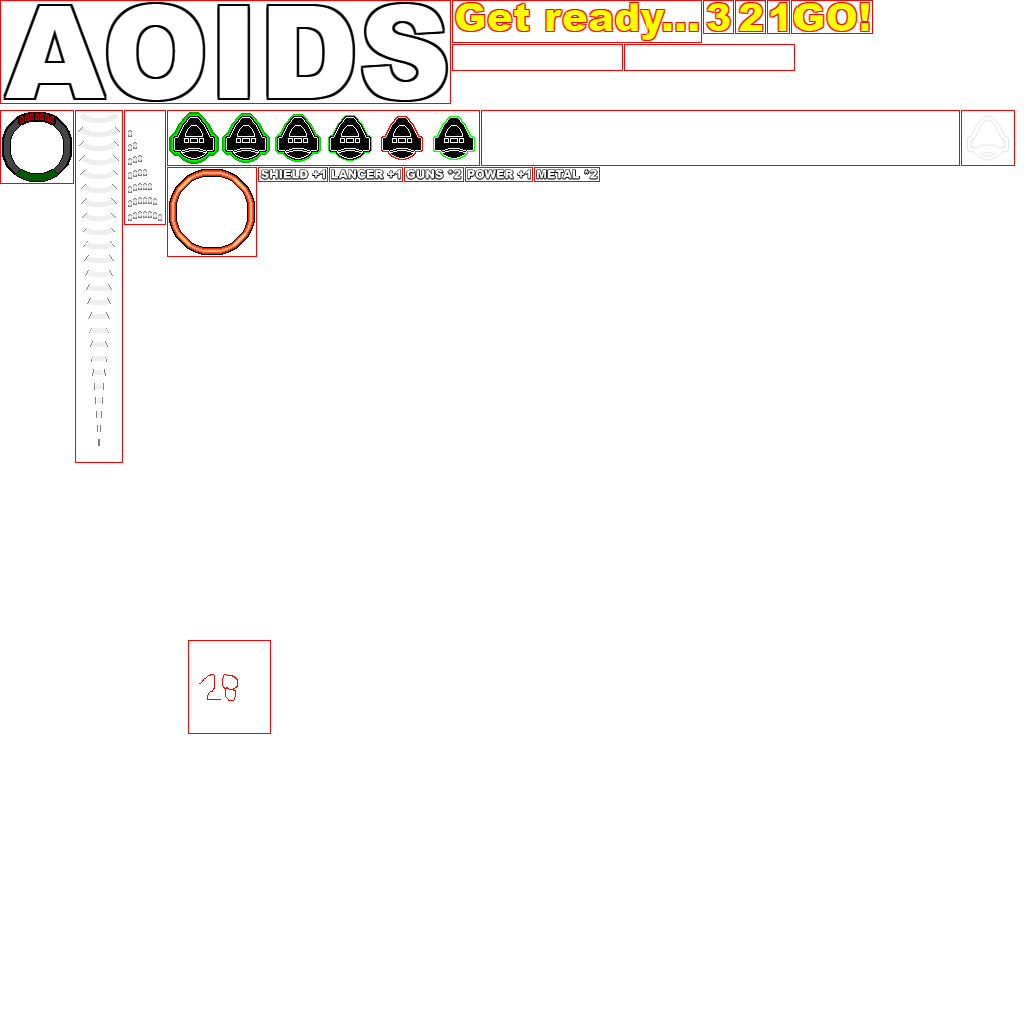 AOIDS
Get ready... 3 2 1 GO!
SHIELD +1 LANCER +1 GUNS *2 POWER +1 METAL *2
28